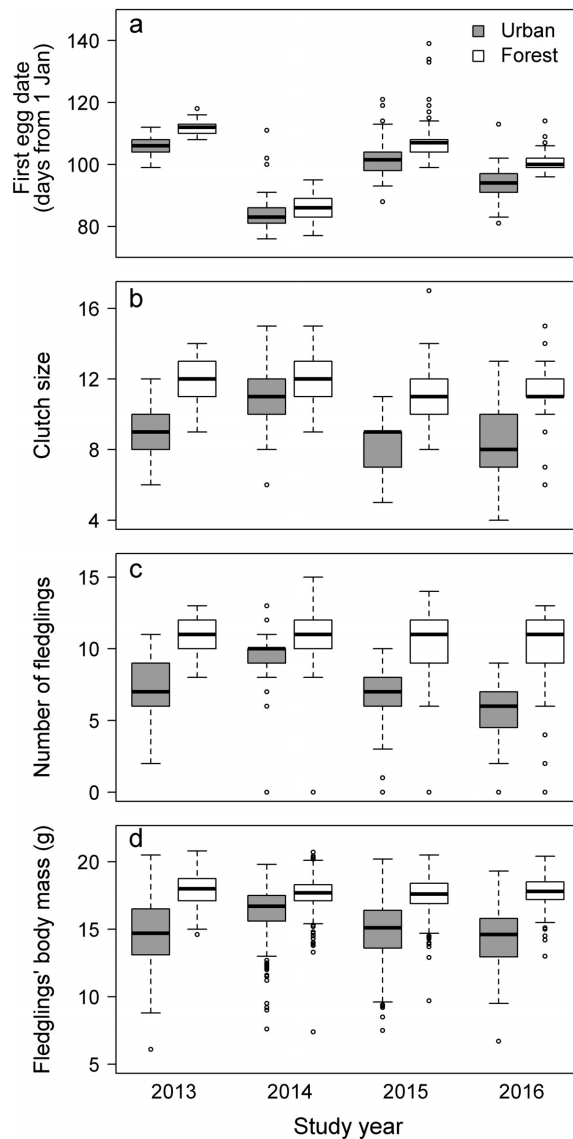 a
Urban
Forest
First egg date
(days from 1 Jan)
140
120
100
80
b
Clutch size
16
12
8
4
c
Number of fledglings
15
10
5
0
d
Fledglings' body mass (g)
20
15
10
5
2013 2014 2015 2016
Study year